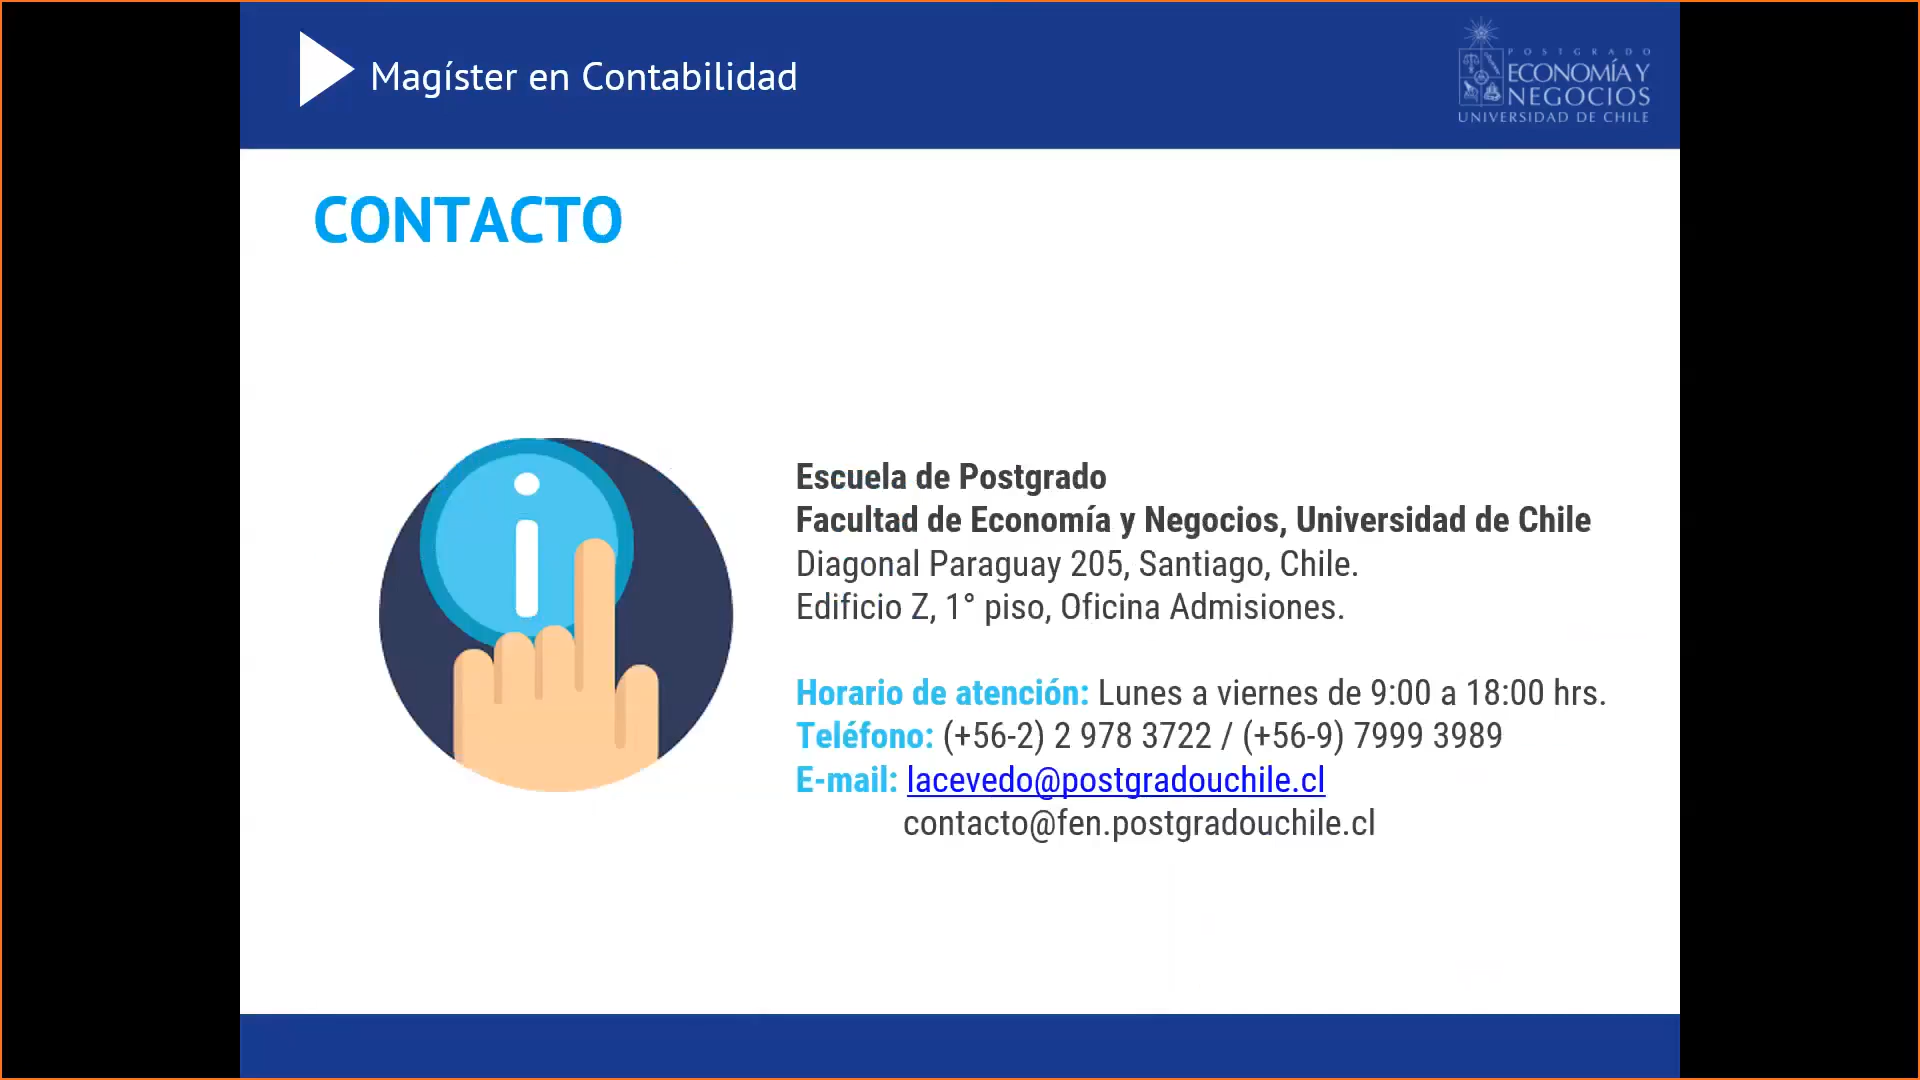 Magíster en Contabilidad
POSTGRADO
ECONOMÍA Y
NEGOCIOS
UNIVERSIDAD DE CHILE
CONTACTO
i
Escuela de Postgrado
Facultad de Economía y Negocios, Universidad de Chile
Diagonal Paraguay 205, Santiago, Chile.
Edificio Z, 1° piso, Oficina Admisiones.
Horario de atención: Lunes a viernes de 9:00 a 18:00 hrs.
Teléfono: (+56-2) 2 978 3722 / (+56-9) 7999 3989
E-mail: lacevedo@postgradouchile.cl
contacto@fen.postgradouchile.cl